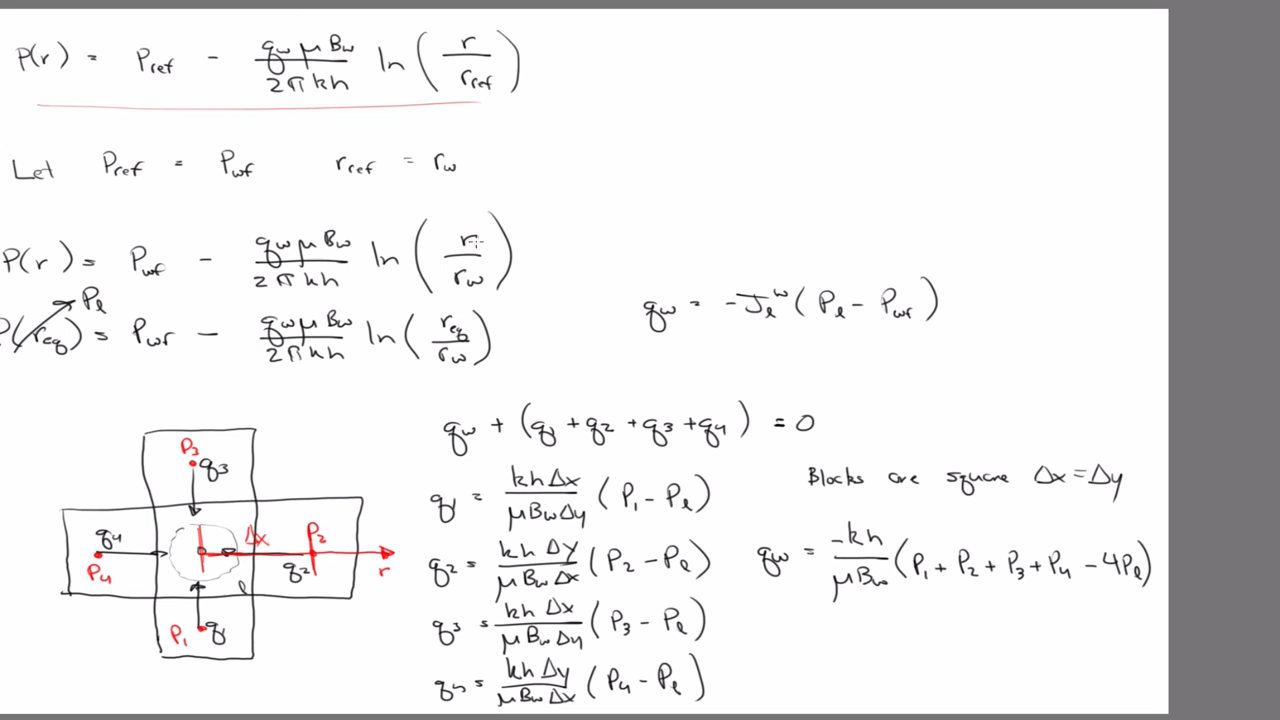 P(r) = Pref - qw μ Bw / 2π kh ln ( r / rref )
Let Pref = Pwf rref = rw
P(r) = Pwf - qw μ Bw / 2π kh ln ( r / rw )
Pl
P(req) = Pwf - qw μ Bw / 2π kh ln ( req / rw )
qw = -Jlw ( Pl - Pwf )
qw + ( q1 + q2 + q3 + q4 ) = 0
Blocks are square Δx = Δy
q1 = kh Δx / μ Bw Δy ( P1 - Pl )
q2 = kh Δy / μ Bw Δx ( P2 - Pl )
qw = -kh / μ Bw ( P1 + P2 + P3 + P4 - 4Pl )
q3 = kh Δx / μ Bw Δy ( P3 - Pl )
q4 = kh Δy / μ Bw Δx ( P4 - Pl )
P3
q3
q4
Δx
P2
P4
q2
l
r
P1
q1